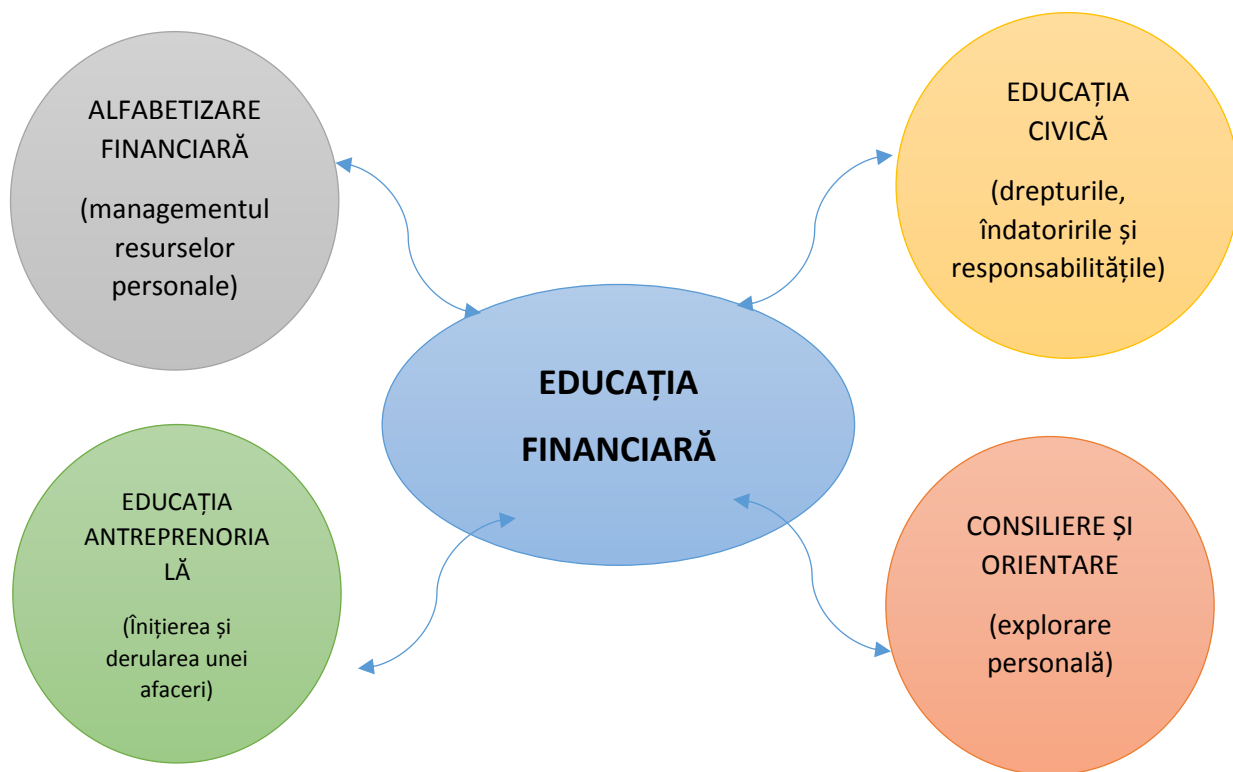 ALFABETIZARE
FINANCIARĂ
(managementul
resurselor
personale)
EDUCAȚIA
CIVICĂ
(drepturile,
îndatoririle și
responsabilitățile)
EDUCAȚIA
FINANCIARĂ
EDUCAȚIA
ANTREPRENORIA
LĂ
(Înițierea și
derularea unei
afaceri)
CONSILIERE ȘI
ORIENTARE
(explorare
personală)